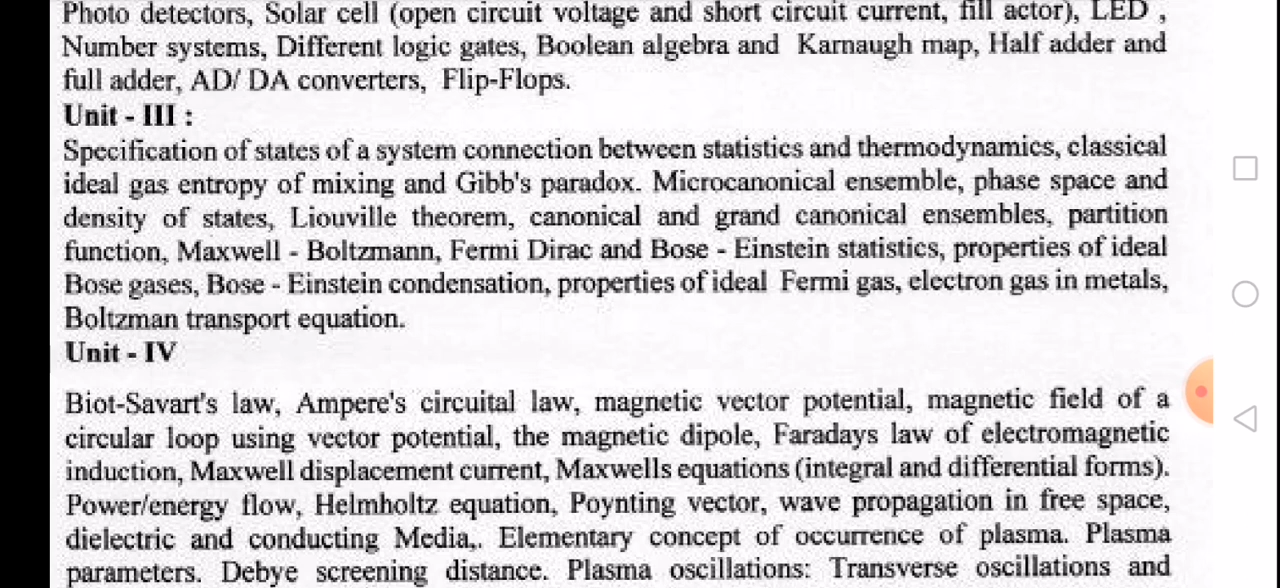 Photo detectors, Solar cell (open circuit voltage and short circuit current, fill actor), LED ,
Number systems, Different logic gates, Boolean algebra and Karnaugh map, Half adder and
full adder, AD/ DA converters, Flip-Flops.
Unit - III :
Specification of states of a system connection between statistics and thermodynamics, classical
ideal gas entropy of mixing and Gibb's paradox. Microcanonical ensemble, phase space and
density of states, Liouville theorem, canonical and grand canonical ensembles, partition
function, Maxwell - Boltzmann, Fermi Dirac and Bose - Einstein statistics, properties of ideal
Bose gases, Bose - Einstein condensation, properties of ideal Fermi gas, electron gas in metals,
Boltzman transport equation.
Unit - IV
Biot-Savart's law, Ampere's circuital law, magnetic vector potential, magnetic field of a
circular loop using vector potential, the magnetic dipole, Faradays law of electromagnetic
induction, Maxwell displacement current, Maxwells equations (integral and differential forms).
Power/energy flow, Helmholtz equation, Poynting vector, wave propagation in free space,
dielectric and conducting Media,. Elementary concept of occurrence of plasma. Plasma
parameters. Debye screening distance. Plasma oscillations: Transverse oscillations and